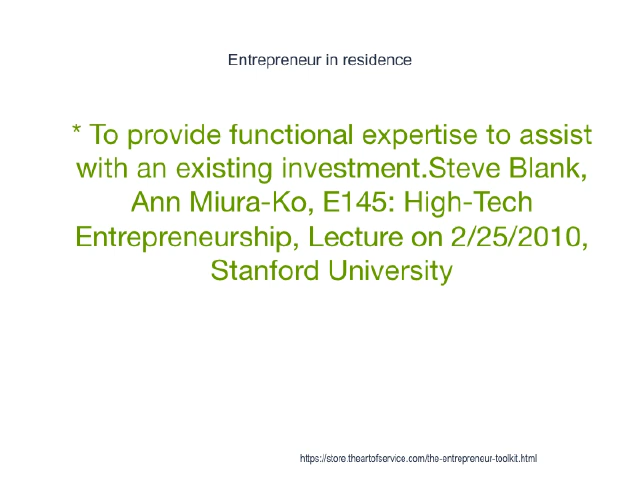 Entrepreneur in residence
* To provide functional expertise to assist
with an existing investment.Steve Blank,
Ann Miura-Ko, E145: High-Tech
Entrepreneurship, Lecture on 2/25/2010,
Stanford University
https://store.theartofservice.com/the-entrepreneur-toolkit.html